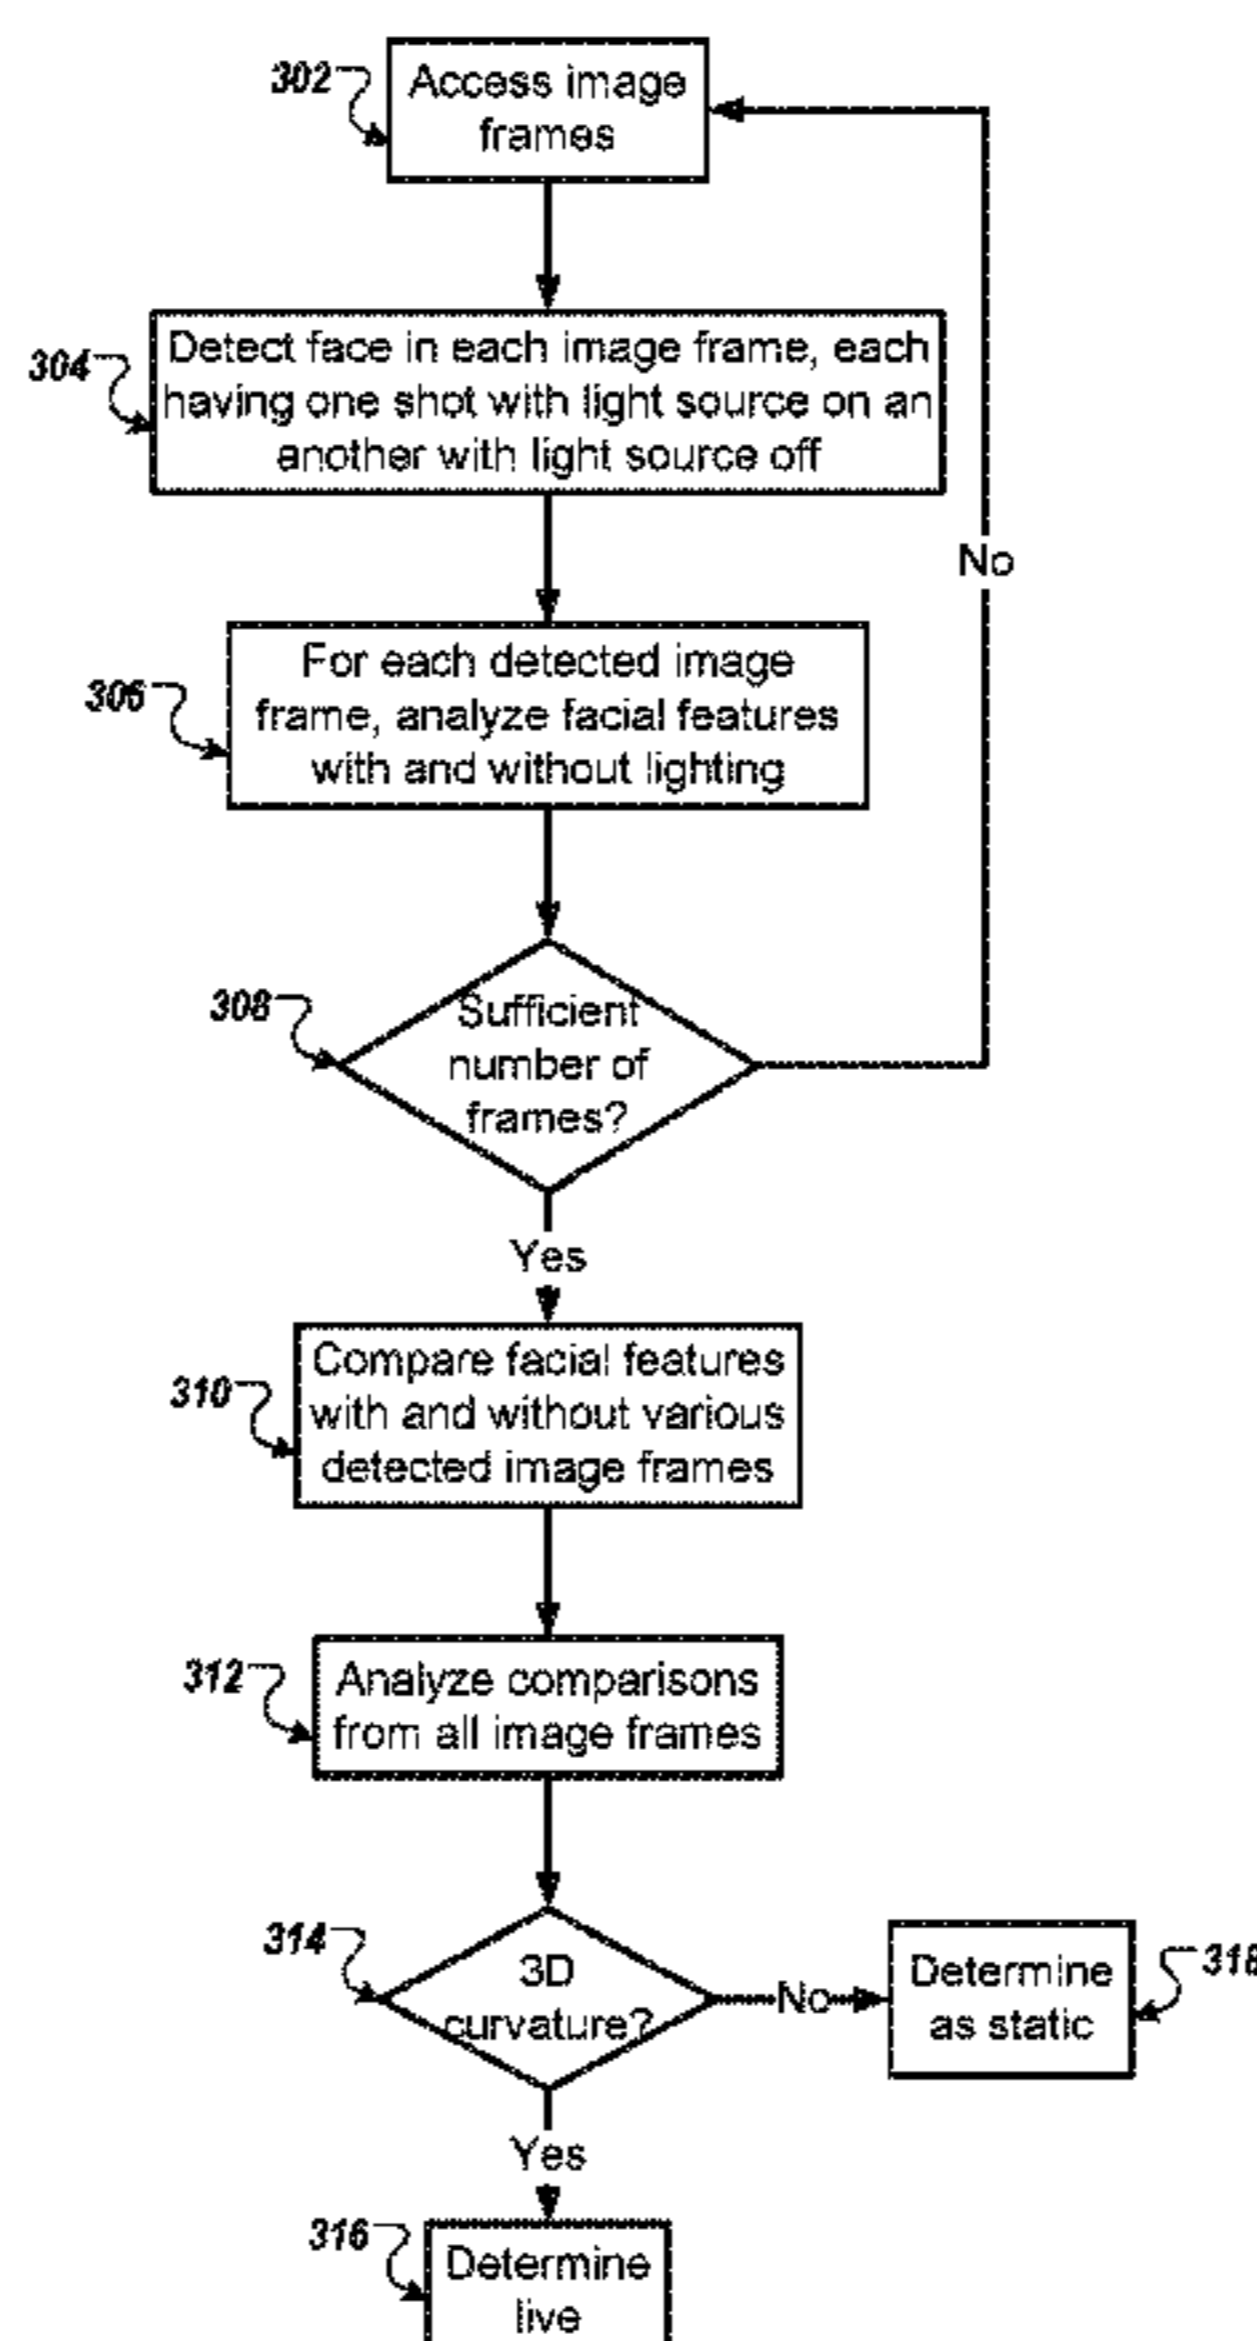 302
Access image
frames
304
Detect face in each image frame, each
having one shot with light source on an
another with light source off
No
306
For each detected image
frame, analyze facial features
with and without lighting
308
Sufficient
number of
frames?
Yes
310
Compare facial features
with and without various
detected image frames
312
Analyze comparisons
from all image frames
314
3D
curvature?
No
Determine
as static
318
Yes
316
Determine
live